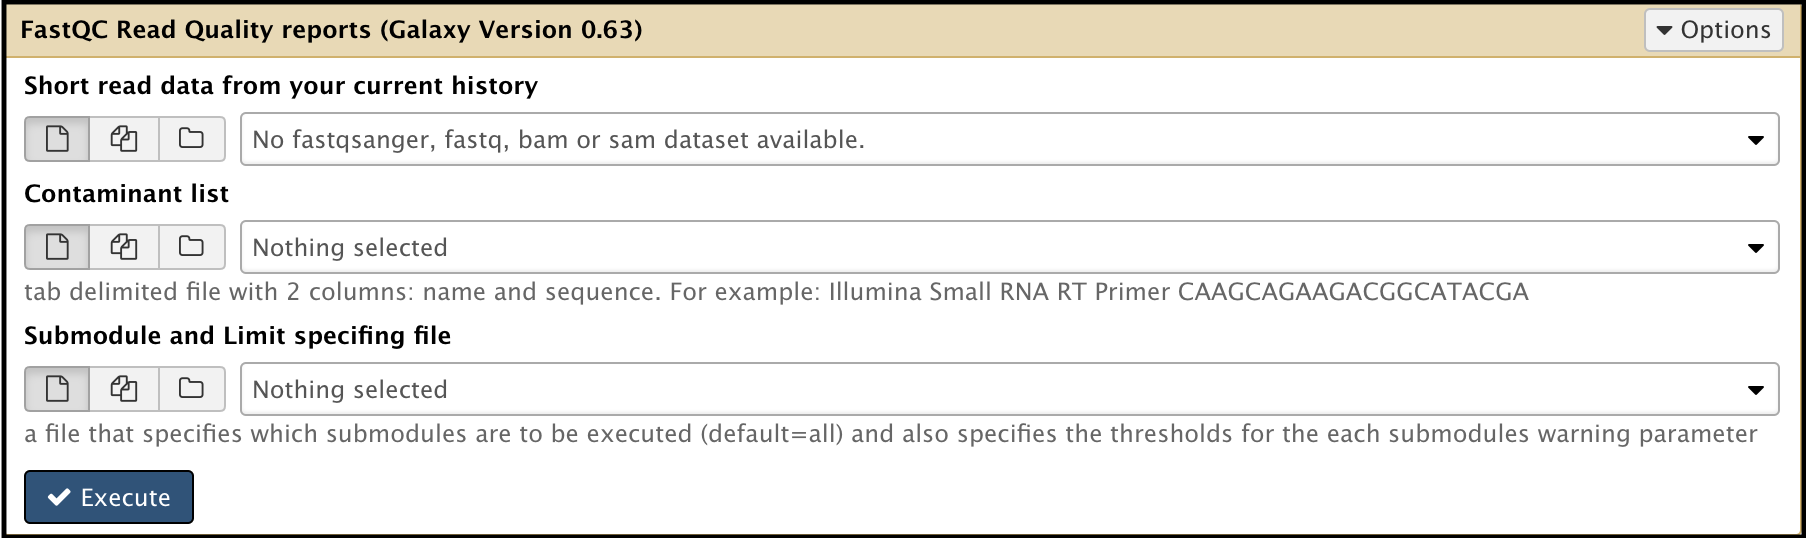 FastQC Read Quality reports (Galaxy Version 0.63)
Options
Short read data from your current history
No fastqsanger, fastq, bam or sam dataset available.
Contaminant list
Nothing selected
tab delimited file with 2 columns: name and sequence. For example: Illumina Small RNA RT Primer CAAGCAGAAGACGGCATACGA
Submodule and Limit specifing file
Nothing selected
a file that specifies which submodules are to be executed (default=all) and also specifies the thresholds for the each submodules warning parameter
Execute